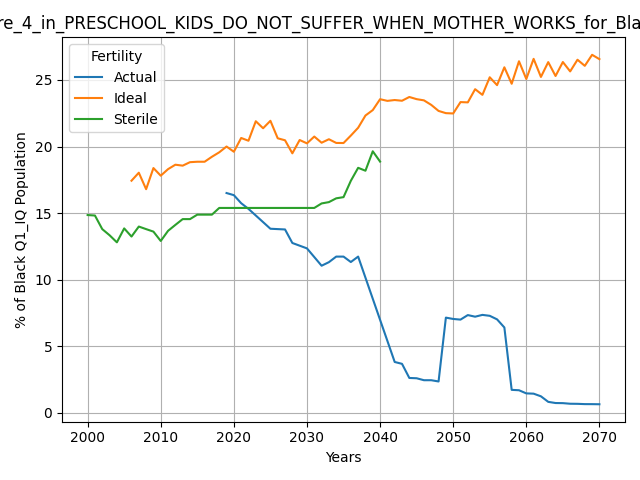 re_4_in_PRESCHOOL_KIDS_DO_NOT_SUFFER_WHEN_MOTHER_WORKS_for_Bla
Fertility
Actual
Ideal
Sterile
% of Black Q1_IQ Population
25
20
15
10
5
0
2000 2010 2020 2030 2040 2050 2060 2070
Years